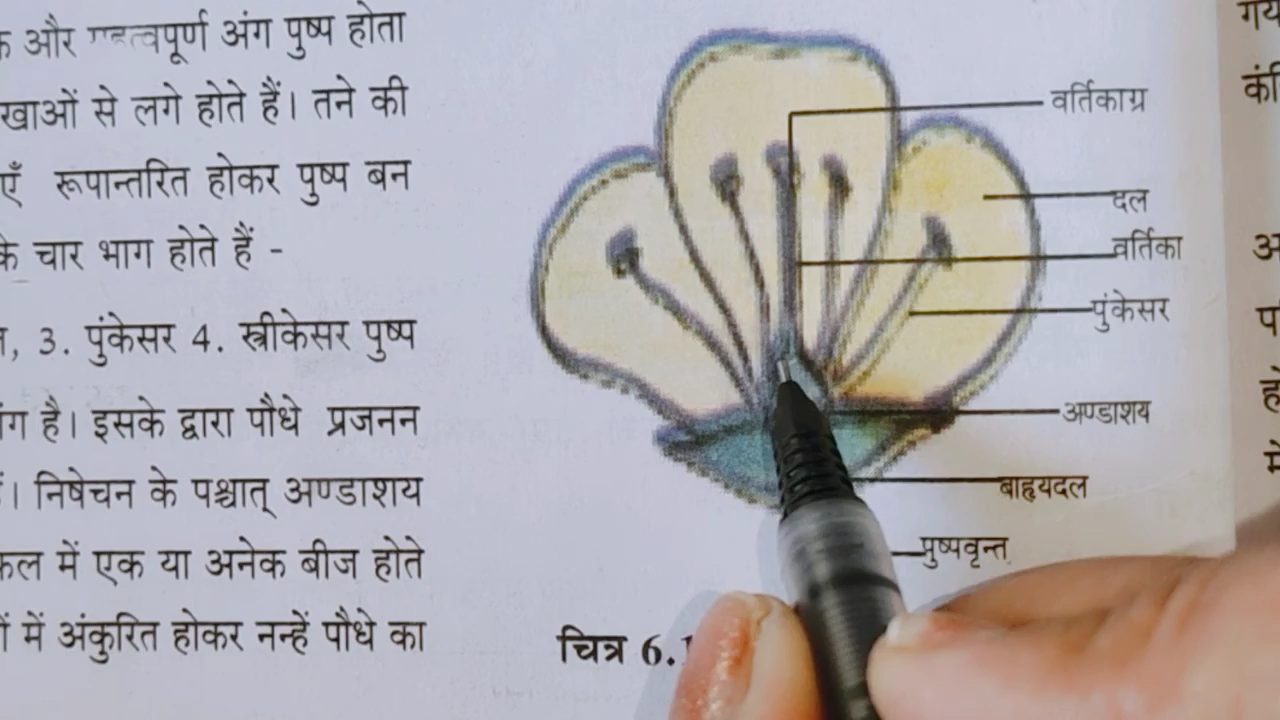 और महत्वपूर्ण अंग पुष्प होता
खाओं से लगे होते हैं। तने की
एँ रूपान्तरित होकर पुष्प बन
के चार भाग होते हैं -
3. पुंकेसर 4. स्त्रीकेसर पुष्प
ंग है। इसके द्वारा पौधे प्रजनन
। निषेचन के पश्चात् अण्डाशय
फल में एक या अनेक बीज होते
में अंकुरित होकर नन्हें पौधे का
वर्तिकाग्र
दल
वर्तिका
पुंकेसर
अण्डाशय
बाहृयदल
पुष्पवृन्त
चित्र 6.1
गय
कं
अ
प
हो
में